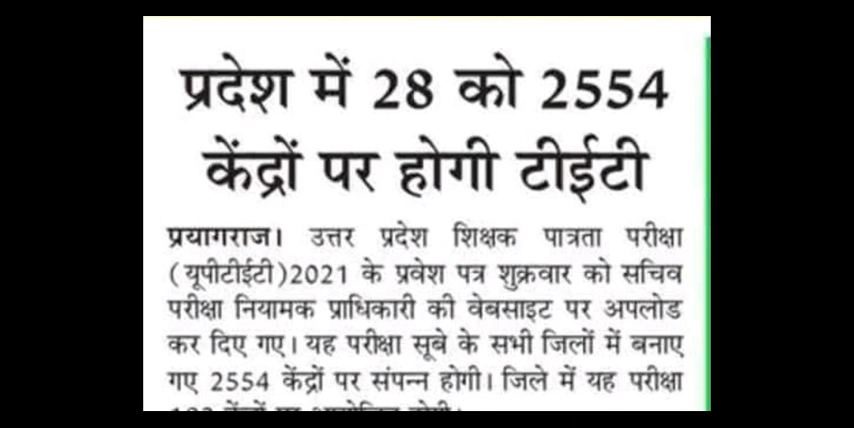 प्रदेश में 28 को 2554
केंद्रों पर होगी टीईटी
प्रयागराज। उत्तर प्रदेश शिक्षक पात्रता परीक्षा
(यूपीटीईटी)2021 के प्रवेश पत्र शुक्रवार को सचिव
परीक्षा नियामक प्राधिकारी की वेबसाइट पर अपलोड
कर दिए गए। यह परीक्षा सूबे के सभी जिलों में बनाए
गए 2554 केंद्रों पर संपन्न होगी। जिले में यह परीक्षा